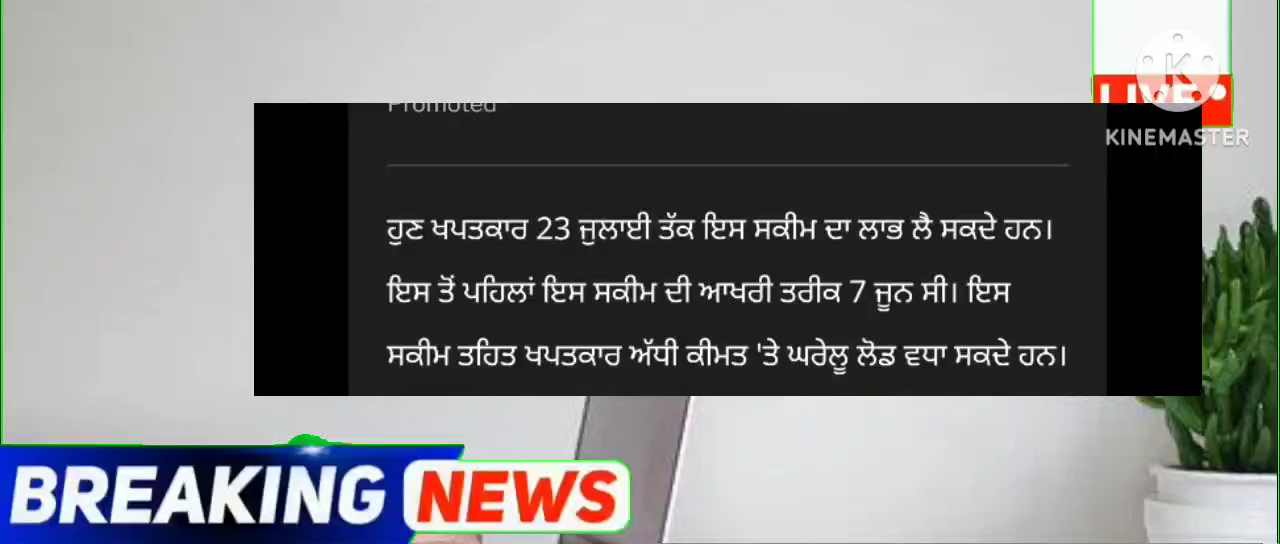 Promoted
LIVE
KINEMASTER
ਹੁਣ ਖਪਤਕਾਰ 23 ਜੁਲਾਈ ਤੱਕ ਇਸ ਸਕੀਮ ਦਾ ਲਾਭ ਲੈ ਸਕਦੇ ਹਨ।
ਇਸ ਤੋਂ ਪਹਿਲਾਂ ਇਸ ਸਕੀਮ ਦੀ ਆਖਰੀ ਤਰੀਕ 7 ਜੂਨ ਸੀ। ਇਸ
ਸਕੀਮ ਤਹਿਤ ਖਪਤਕਾਰ ਅੱਧੀ ਕੀਮਤ 'ਤੇ ਘਰੇਲੂ ਲੋਡ ਵਧਾ ਸਕਦੇ ਹਨ।
BREAKING NEWS